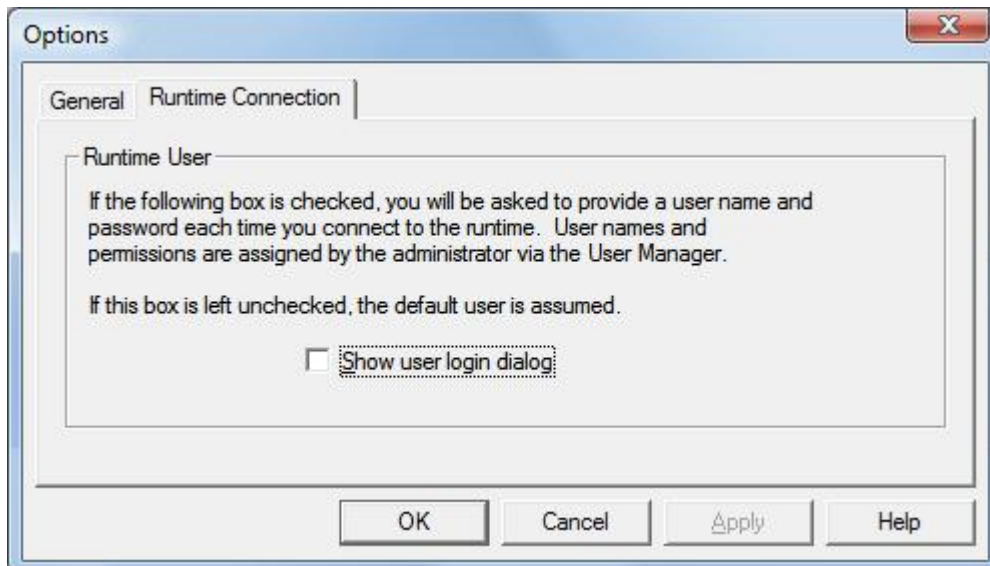 Options
General
Runtime Connection
Runtime User
If the following box is checked, you will be asked to provide a user name and
password each time you connect to the runtime.  User names and
permissions are assigned by the administrator via the User Manager.
If this box is left unchecked, the default user is assumed.
Show user login dialog
OK
Cancel
Apply
Help